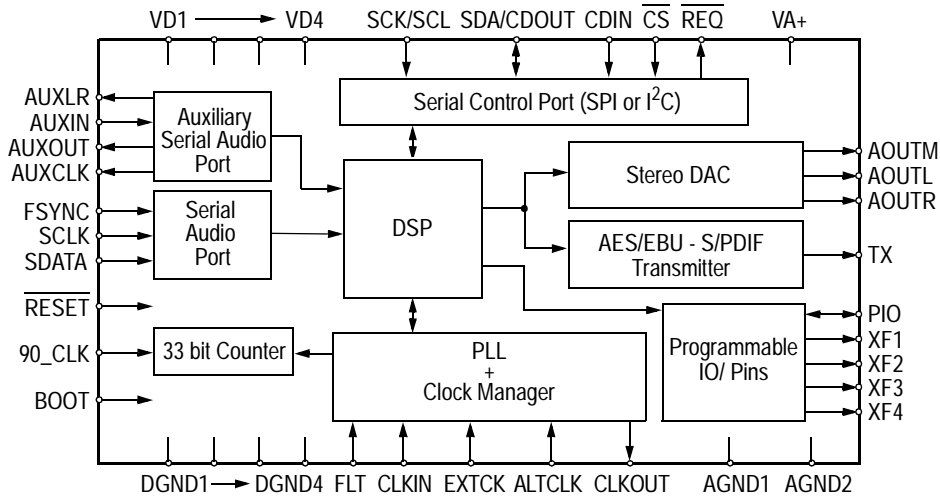 VD1 VD4 SCK/SCL SDA/CDOUT CDIN CS REQ VA+
Serial Control Port (SPI or I²C)
AUXLR
AUXIN
AUXOUT
AUXCLK
Auxiliary
Serial Audio
Port
FSYNC
SCLK
SDATA
Serial
Audio
Port
DSP
Stereo DAC
AOUTM
AOUTL
AOUTR
AES/EBU - S/PDIF
Transmitter
TX
RESET
90_CLK
BOOT
33 bit Counter
PLL
+
Clock Manager
Programmable
IO/ Pins
PIO
XF1
XF2
XF3
XF4
DGND1 DGND4 FLT CLKIN EXTCK ALTCLK CLKOUT AGND1 AGND2